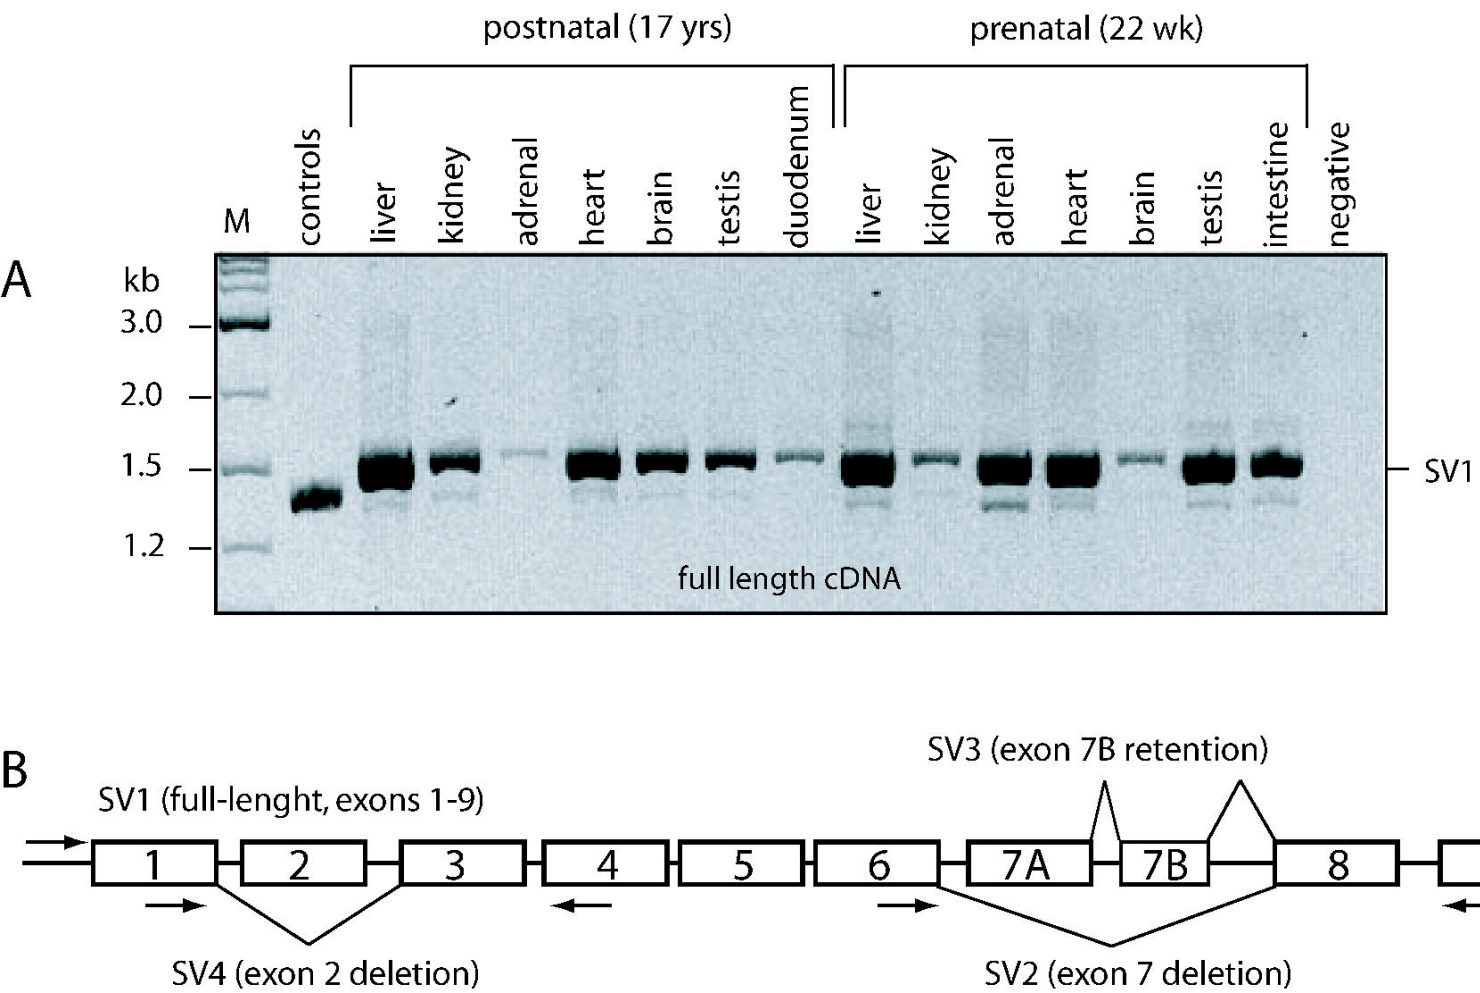 postnatal (17 yrs) prenatal (22 wk)
M controls liver kidney adrenal heart brain testis duodenum liver kidney adrenal heart brain testis intestine negative
A
kb
3.0
2.0
1.5
SV1
1.2
full length cDNA
B
SV3 (exon 7B retention)
SV1 (full-lenght, exons 1-9)
1 2 3 4 5 6 7A 7B 8
SV4 (exon 2 deletion) SV2 (exon 7 deletion)